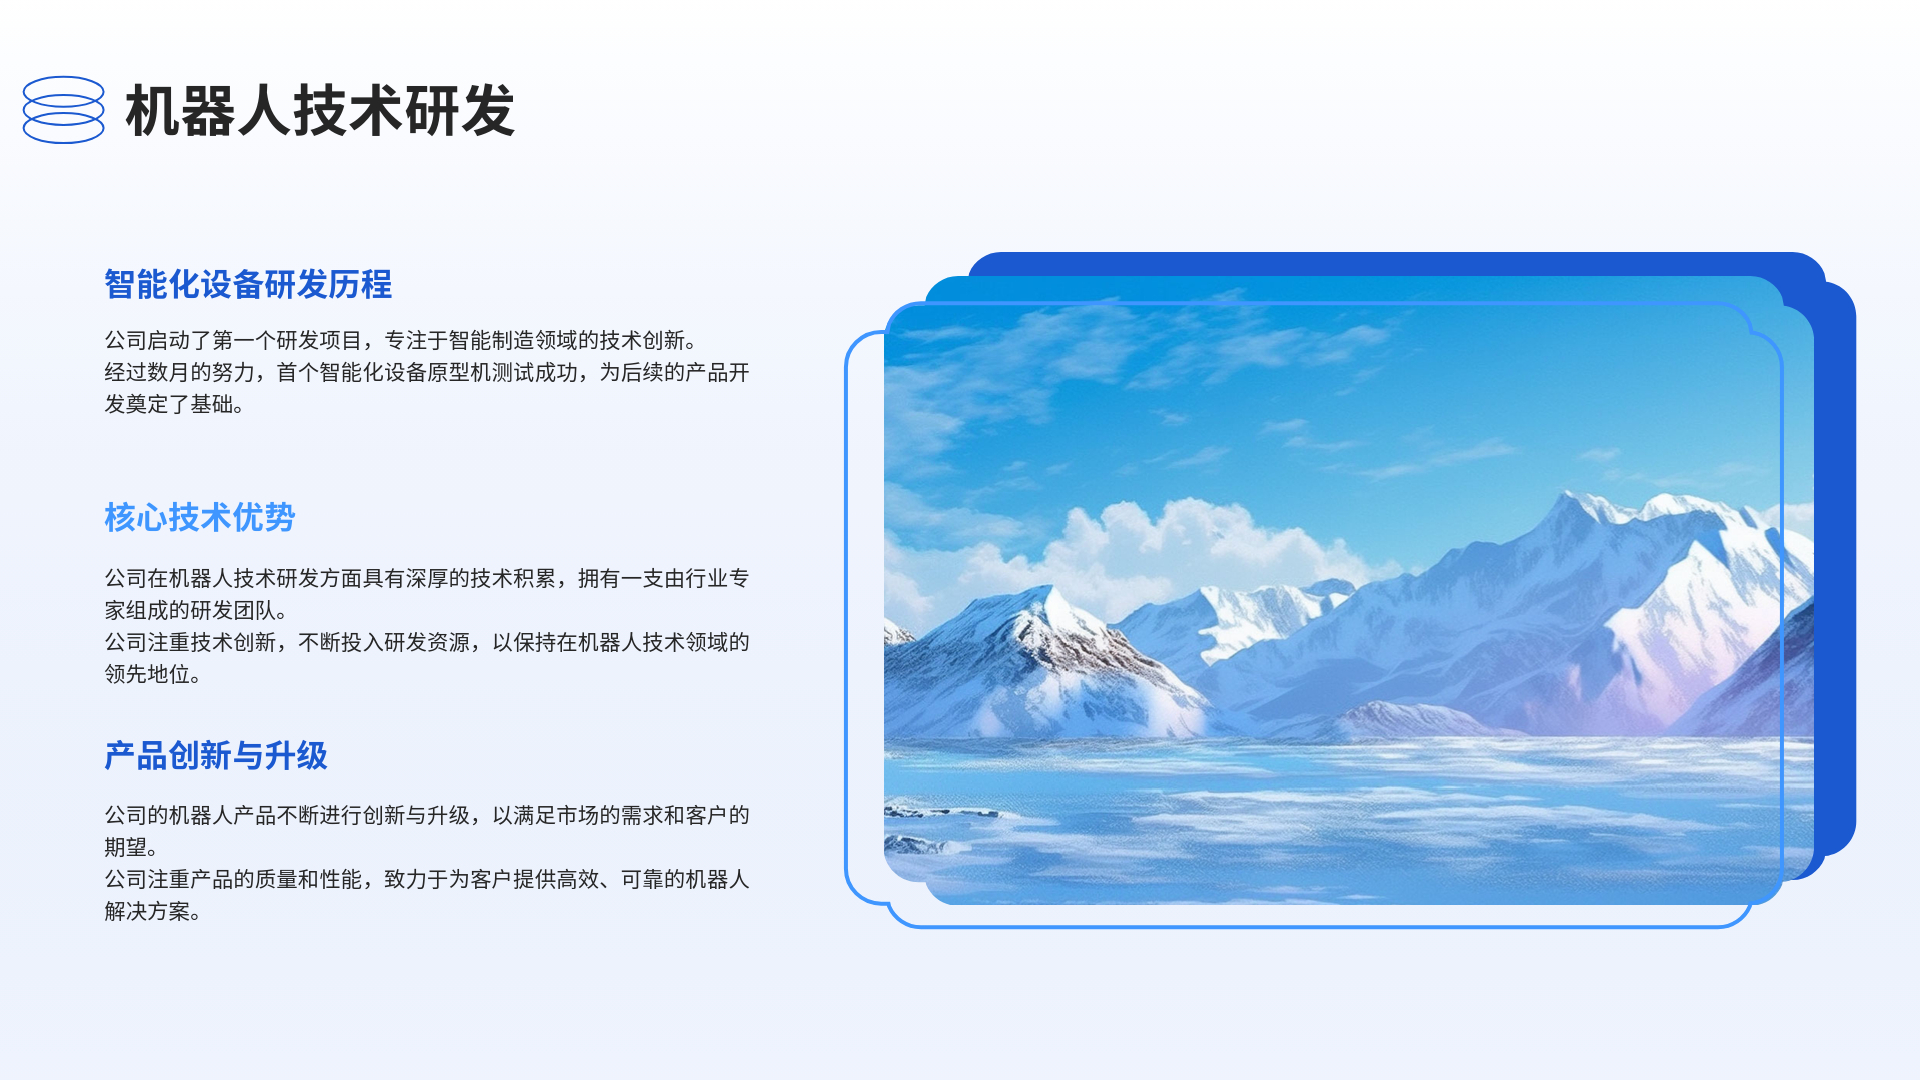 机器人技术研发
智能化设备研发历程
公司启动了第一个研发项目，专注于智能制造领域的技术创新。
经过数月的努力，首个智能化设备原型机测试成功，为后续的产品开
发奠定了基础。
核心技术优势
公司在机器人技术研发方面具有深厚的技术积累，拥有一支由行业专
家组成的研发团队。
公司注重技术创新，不断投入研发资源，以保持在机器人技术领域的
领先地位。
产品创新与升级
公司的机器人产品不断进行创新与升级，以满足市场的需求和客户的
期望。
公司注重产品的质量和性能，致力于为客户提供高效、可靠的机器人
解决方案。